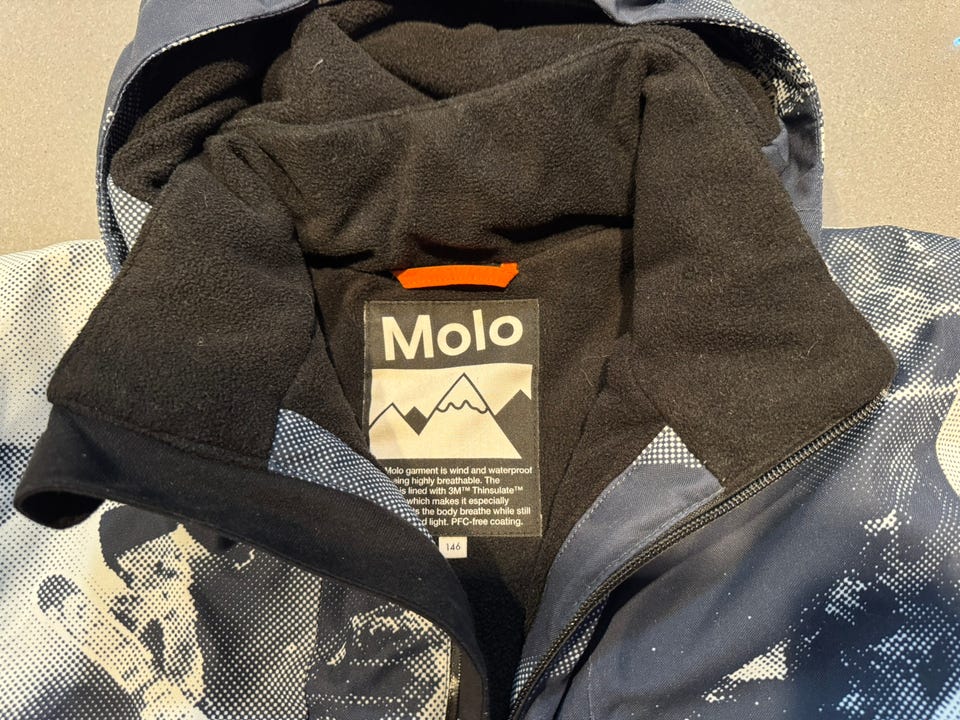 Molo
Molo garment is wind and waterproof
being highly breathable. The
is lined with 3M™ Thinsulate™
which makes it especially
the body breathe while still
light. PFC-free coating.
146